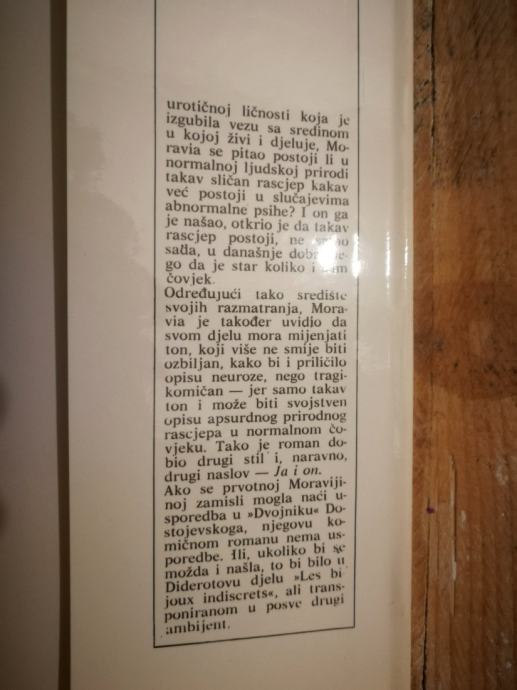 urotičnoj ličnosti koja je
izgubila vezu sa sredinom
u kojoj živi i djeluje, Mo-
ravia se pitao postoji li u
normalnoj ljudskoj prirodi
takav sličan rascjep kakav
već postoji u slučajevima
abnormalne psihe? I on ga
je našao, otkrio je da takav
rascjep postoji, ne samo
sada, u današnje doba, ne-
go da je star koliko i sam
čovjek.
Određujući tako središte
svojih razmatranja, Mora-
via je također uvidio da
svom djelu mora mijenjati
ton, koji više ne smije biti
ozbiljan, kako bi i priličilo
opisu neuroze, nego tragi-
komičan — jer samo takav
ton i može biti svojstven
opisu apsurdnog prirodnog
rascjepa u normalnom čo-
vjeku. Tako je roman do-
bio drugi stil i, naravno,
drugi naslov — Ja i on.
Ako se prvotnoj Moraviji-
noj zamisli mogla naći u-
sporedba u »Dvojniku« Do-
stojevskoga, njegovu ko-
mičnom romanu nema us-
poredbe. Ili, ukoliko bi se
možda i našla, to bi bilo u
Diderotovu djelu »Les bi-
joux indiscrets«, ali trans-
poniranom u posve drugi
ambijent.